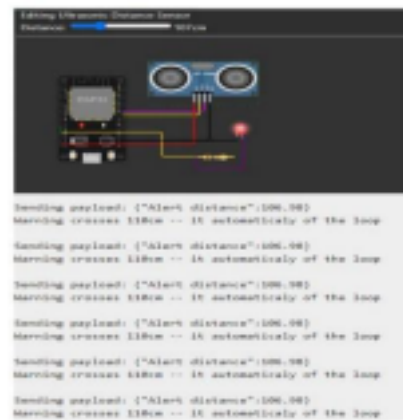 Editing Ultrasonic Distance Sensor
Distance: 107cm
Sending payload: {"Alert distance":106.98}
Warning crosses 110cm -- it automaticaly of the loop
Sending payload: {"Alert distance":106.98}
Warning crosses 110cm -- it automaticaly of the loop
Sending payload: {"Alert distance":106.98}
Warning crosses 110cm -- it automaticaly of the loop
Sending payload: {"Alert distance":106.98}
Warning crosses 110cm -- it automaticaly of the loop
Sending payload: {"Alert distance":106.98}
Warning crosses 110cm -- it automaticaly of the loop
Sending payload: {"Alert distance":106.98}
Warning crosses 110cm -- it automaticaly of the loop